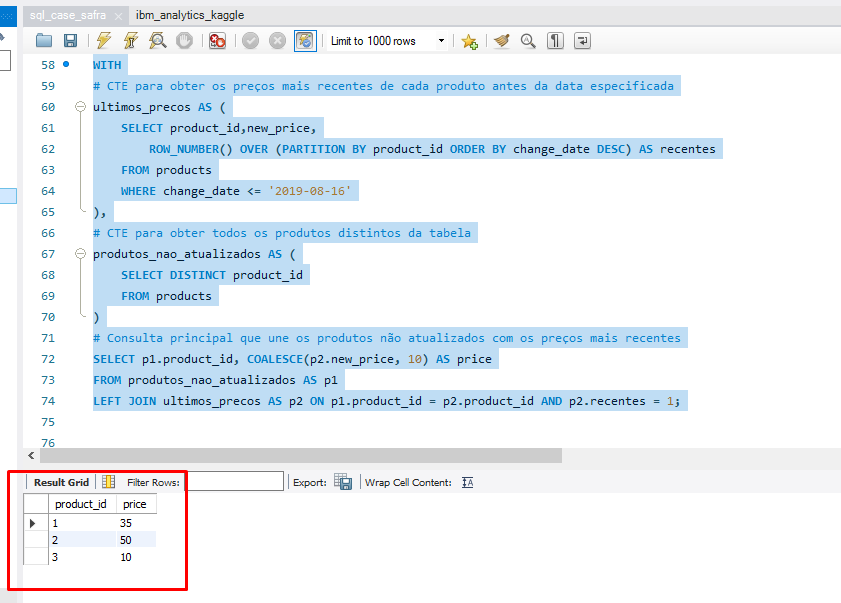 sql_case_safra ×
ibm_analytics_kaggle
Limit to 1000 rows
58 WITH
59 # CTE para obter os preços mais recentes de cada produto antes da data especificada
60 ultimos_precos AS (
61 SELECT product_id,new_price,
62 ROW_NUMBER() OVER (PARTITION BY product_id ORDER BY change_date DESC) AS recentes
63 FROM products
64 WHERE change_date <= '2019-08-16'
65 ),
66 # CTE para obter todos os produtos distintos da tabela
67 produtos_nao_atualizados AS (
68 SELECT DISTINCT product_id
69 FROM products
70 )
71 # Consulta principal que une os produtos não atualizados com os preços mais recentes
72 SELECT p1.product_id, COALESCE(p2.new_price, 10) AS price
73 FROM produtos_nao_atualizados AS p1
74 LEFT JOIN ultimos_precos AS p2 ON p1.product_id = p2.product_id AND p2.recentes = 1;
75
76
Result Grid Filter Rows: Export: Wrap Cell Content: IA
product_id price
1 35
2 50
3 10